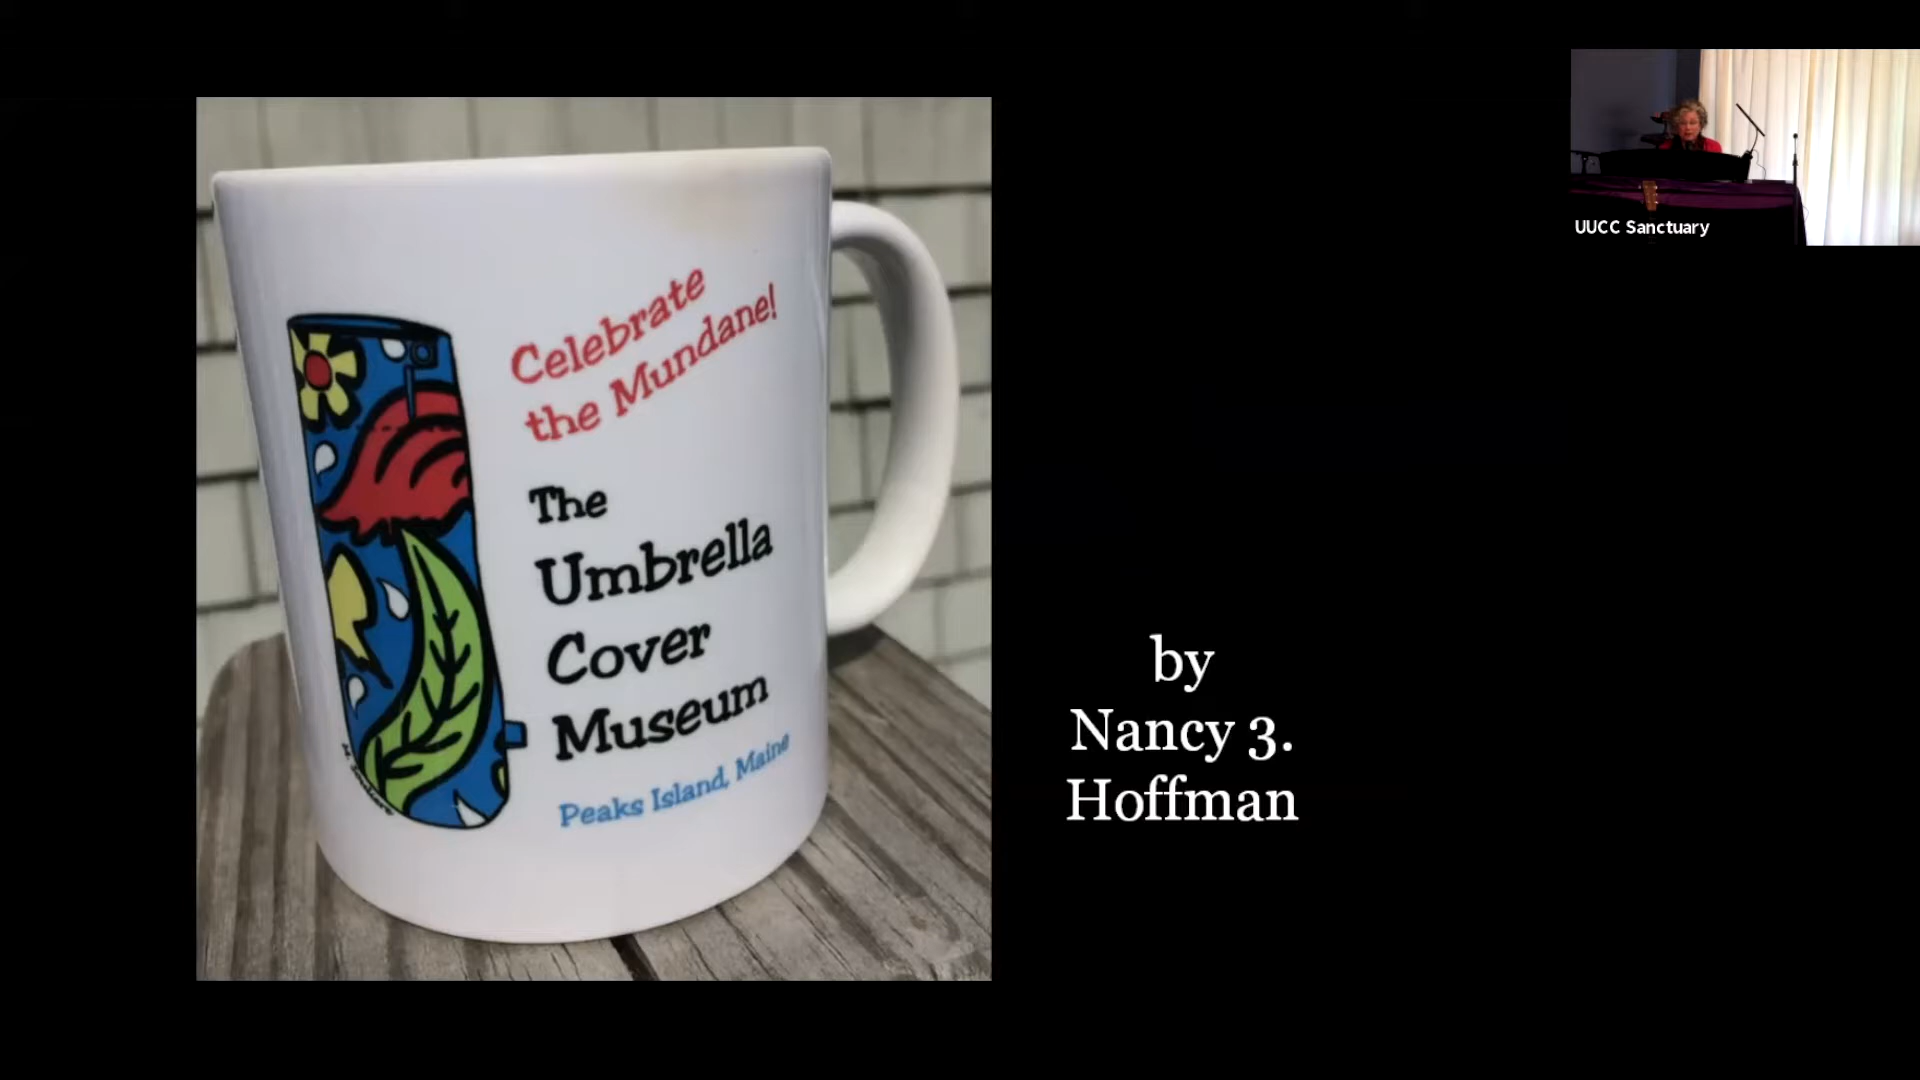 Celebrate
the Mundane!
The
Umbrella
Cover
Museum
Peaks Island, Maine
by
Nancy 3.
Hoffman
UUCC Sanctuary